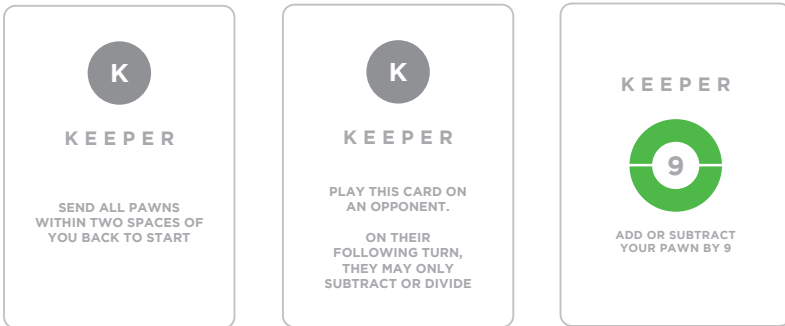 K
KEEPER
SEND ALL PAWNS
WITHIN TWO SPACES OF
YOU BACK TO START
K
KEEPER
PLAY THIS CARD ON
AN OPPONENT.
ON THEIR
FOLLOWING TURN,
THEY MAY ONLY
SUBTRACT OR DIVIDE
KEEPER
9
ADD OR SUBTRACT
YOUR PAWN BY 9